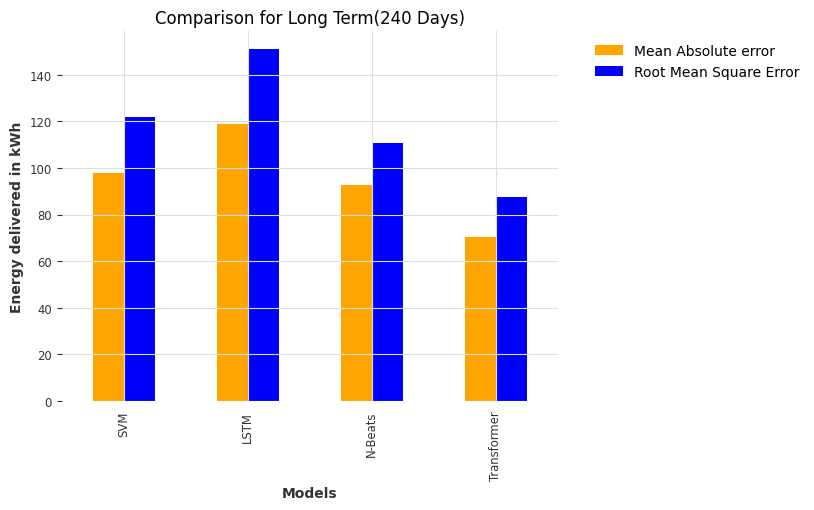 Comparison for Long Term(240 Days)
Mean Absolute error
Root Mean Square Error
Energy delivered in kWh
140
120
100
80
60
40
20
0
SVM
LSTM
N-Beats
Transformer
Models